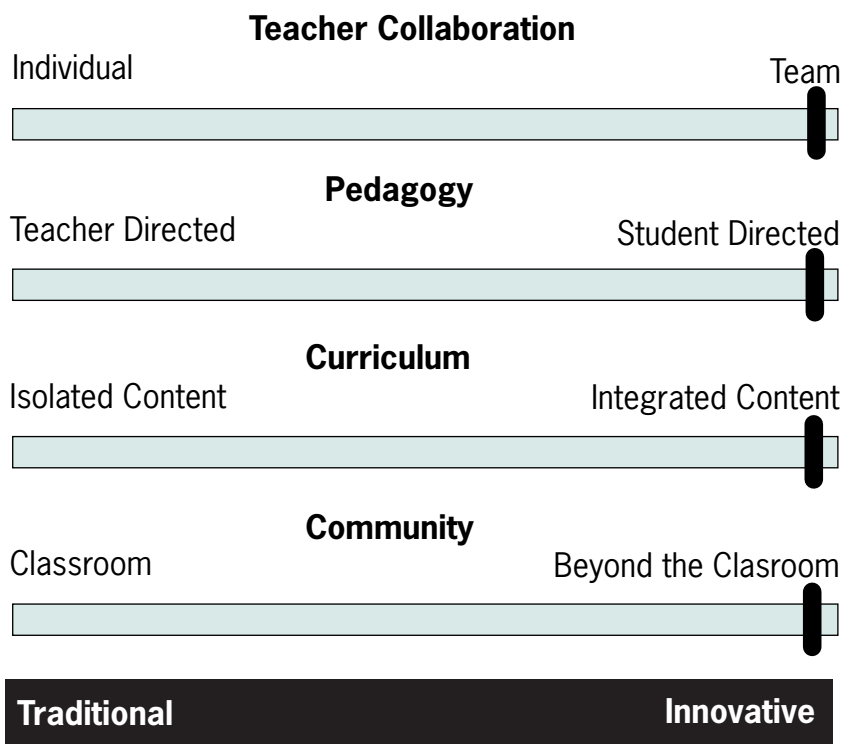 Teacher Collaboration
Individual Team
Pedagogy
Teacher Directed Student Directed
Curriculum
Isolated Content Integrated Content
Community
Classroom Beyond the Clasroom
Traditional Innovative